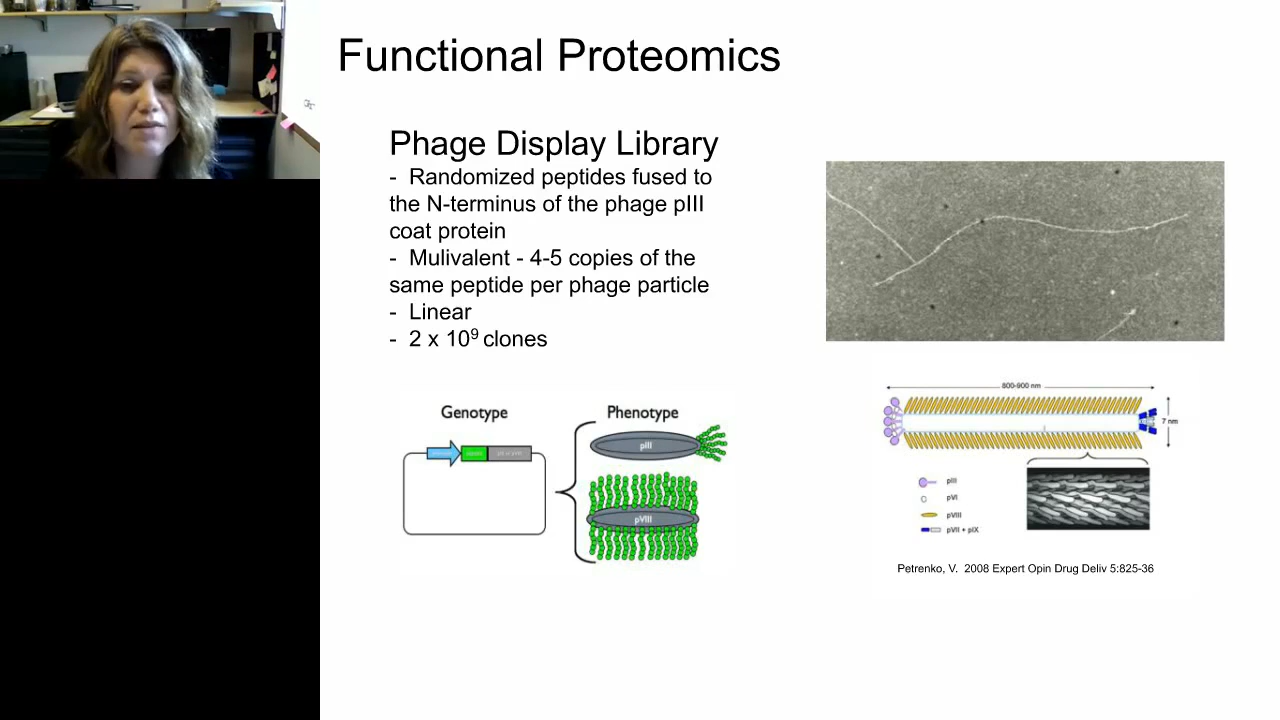 Functional Proteomics
Phage Display Library
- Randomized peptides fused to
the N-terminus of the phage pIII
coat protein
- Mulivalent - 4-5 copies of the
same peptide per phage particle
- Linear
- 2 x 10⁹ clones
Genotype
Phenotype
pIII
pVIII
800-900 nm
7 nm
pIII
pVI
pVIII
pVII + pIX
Petrenko, V. 2008 Expert Opin Drug Deliv 5:825-36